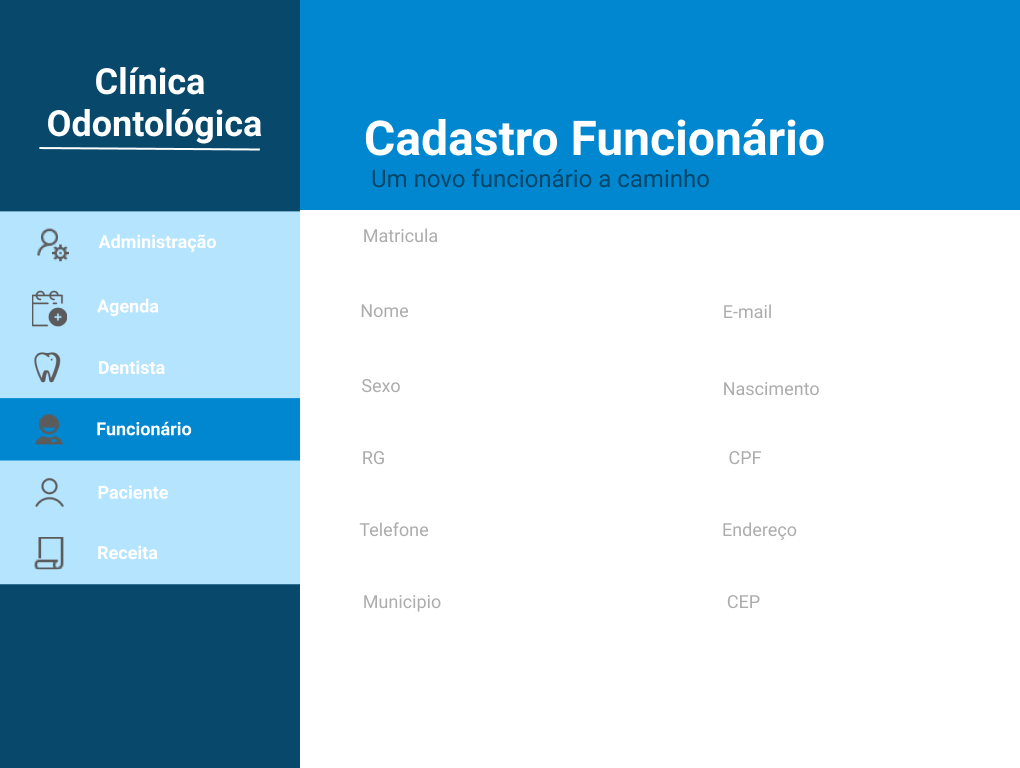 Clínica
Odontológica
Cadastro Funcionário
Um novo funcionário a caminho
Administração
Agenda
Dentista
Funcionário
Paciente
Receita
Matricula
Nome
E-mail
Sexo
Nascimento
RG
CPF
Telefone
Endereço
Municipio
CEP